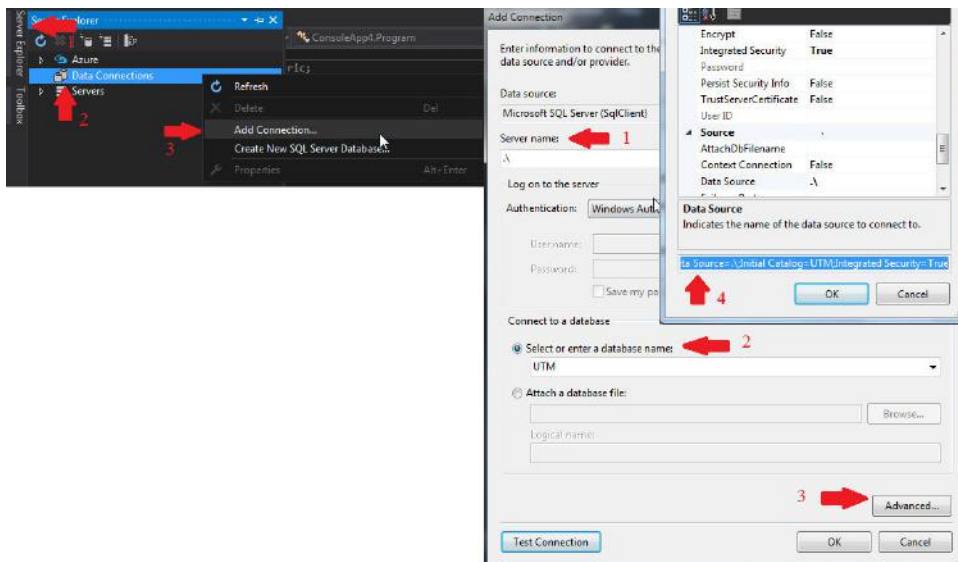 Server Explorer
Server Explorer
Toolbox
1
Azure
Data Connections
Servers
2
3
ConsoleApp4.Program
ric;
Refresh
Delete Del
Add Connection...
Create New SQL Server Database...
Properties Alt+Enter
Add Connection
Enter information to connect to the
data source and/or provider.
Data source:
Microsoft SQL Server (SqlClient)
Server name:
1
.\
Log on to the server
Authentication: Windows Auth
User name:
Password:
Save my pa
Connect to a database
Select or enter a database name:
2
UTM
Attach a database file:
Browse...
Logical name:
3
Advanced...
Test Connection OK Cancel
Encrypt False
Integrated Security True
Password
Persist Security Info False
TrustServerCertificate False
User ID
Source
AttachDbFilename
Context Connection False
Data Source .\
Data Source
Indicates the name of the data source to connect to.
ta Source=.\;Initial Catalog=UTM;Integrated Security=True
4
OK Cancel